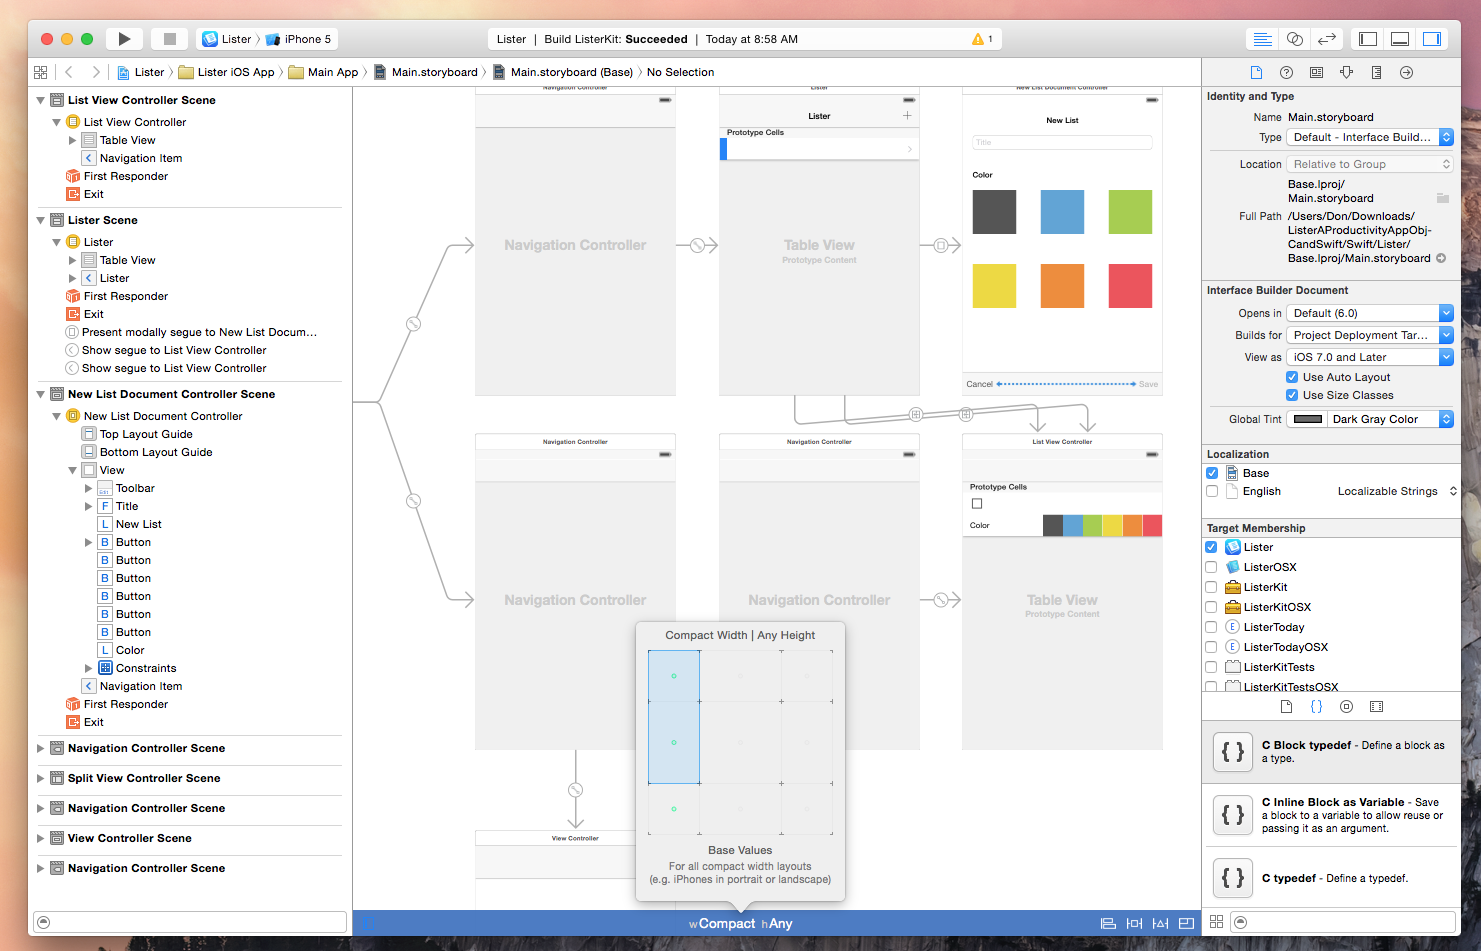 Lister
iPhone 5
Lister | Build ListerKit: Succeeded | Today at 8:58 AM
1
Lister
Lister iOS App
Main App
Main.storyboard
Main.storyboard (Base)
No Selection
List View Controller Scene
List View Controller
Table View
Navigation Item
First Responder
Exit
Lister Scene
Lister
Table View
Lister
First Responder
Exit
Present modally segue to New List Docum...
Show segue to List View Controller
Show segue to List View Controller
New List Document Controller Scene
New List Document Controller
Top Layout Guide
Bottom Layout Guide
View
Edit
Toolbar
F
Title
L
New List
B
Button
B
Button
B
Button
B
Button
B
Button
B
Button
L
Color
Constraints
Navigation Item
First Responder
Exit
Navigation Controller Scene
Split View Controller Scene
Navigation Controller Scene
View Controller Scene
Navigation Controller Scene
Navigation Controller
Navigation Controller
Lister
Lister
Prototype Cells
Table View
Prototype Content
New List Document Controller
New List
Title
Color
Cancel
Save
Navigation Controller
Navigation Controller
Navigation Controller
Navigation Controller
List View Controller
Prototype Cells
Color
Table View
Prototype Content
View Controller
Compact Width | Any Height
Base Values
For all compact width layouts
(e.g. iPhones in portrait or landscape)
wCompact hAny
Identity and Type
Name Main.storyboard
Type Default - Interface Build...
Location Relative to Group
Base.lproj/
Main.storyboard
Full Path /Users/Don/Downloads/
ListerAProductivityAppObj-
CandSwift/Swift/Lister/
Base.lproj/Main.storyboard
Interface Builder Document
Opens in Default (6.0)
Builds for Project Deployment Tar...
View as iOS 7.0 and Later
Use Auto Layout
Use Size Classes
Global Tint Dark Gray Color
Localization
Base
English Localizable Strings
Target Membership
Lister
ListerOSX
ListerKit
ListerKitOSX
E
ListerToday
E
ListerTodayOSX
ListerKitTests
ListerKitTestsOSX
{}
{}
C Block typedef - Define a block as
a type.
{}
C Inline Block as Variable - Save
a block to a variable to allow reuse or
passing it as an argument.
{}
C typedef - Define a typedef.